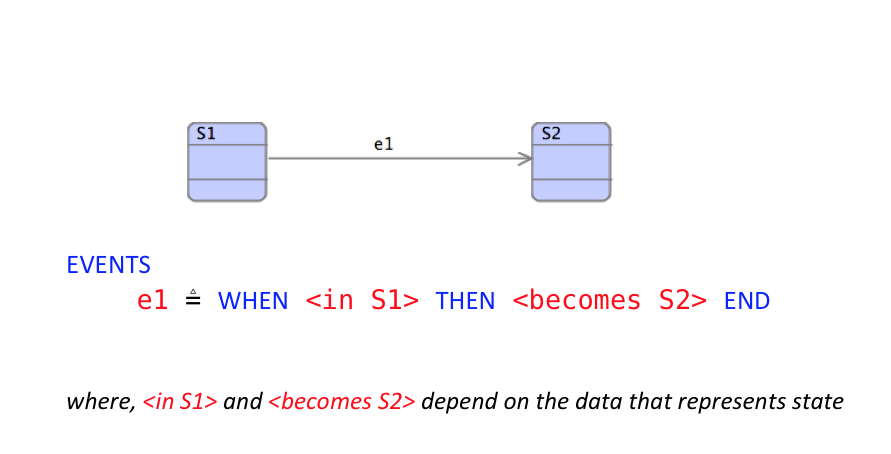 S1
e1
S2
EVENTS
e1 ≙ WHEN <in S1> THEN <becomes S2> END
where, <in S1> and <becomes S2> depend on the data that represents state